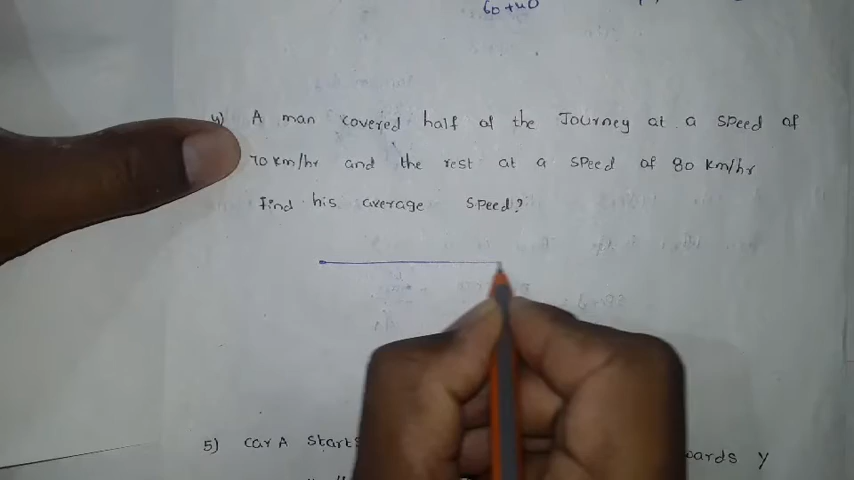 60+40
4) A man covered half of the Journey at a speed of
70 km/hr and the rest at a speed of 80 km/hr
find his average speed?
5) car A starts wards Y